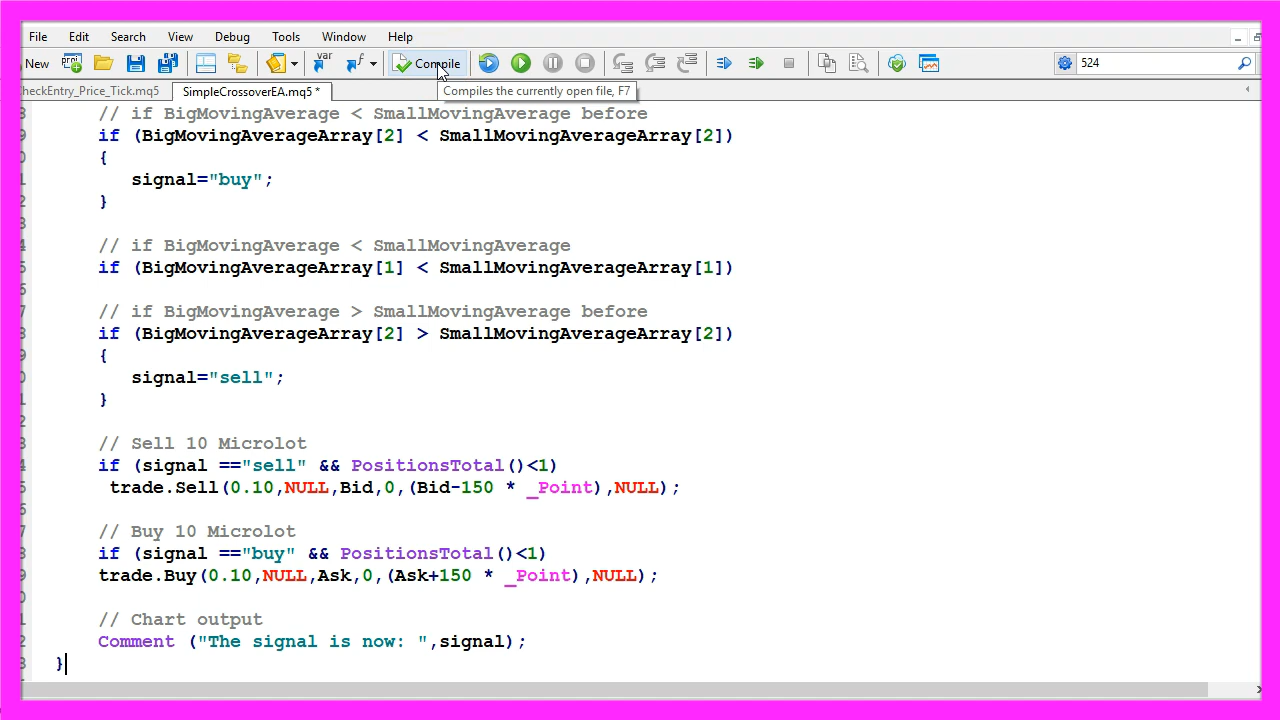 File Edit Search View Debug Tools Window Help
New Compile 524
CheckEntry_Price_Tick.mq5 SimpleCrossoverEA.mq5 *
Compiles the currently open file, F7
// if BigMovingAverage < SmallMovingAverage before
if (BigMovingAverageArray[2] < SmallMovingAverageArray[2])
{
signal="buy";
}
// if BigMovingAverage < SmallMovingAverage
if (BigMovingAverageArray[1] < SmallMovingAverageArray[1])
// if BigMovingAverage > SmallMovingAverage before
if (BigMovingAverageArray[2] > SmallMovingAverageArray[2])
{
signal="sell";
}
// Sell 10 Microlot
if (signal =="sell" && PositionsTotal()<1)
trade.Sell(0.10,NULL,Bid,0,(Bid-150 * _Point),NULL);
// Buy 10 Microlot
if (signal =="buy" && PositionsTotal()<1)
trade.Buy(0.10,NULL,Ask,0,(Ask+150 * _Point),NULL);
// Chart output
Comment ("The signal is now: ",signal);
}